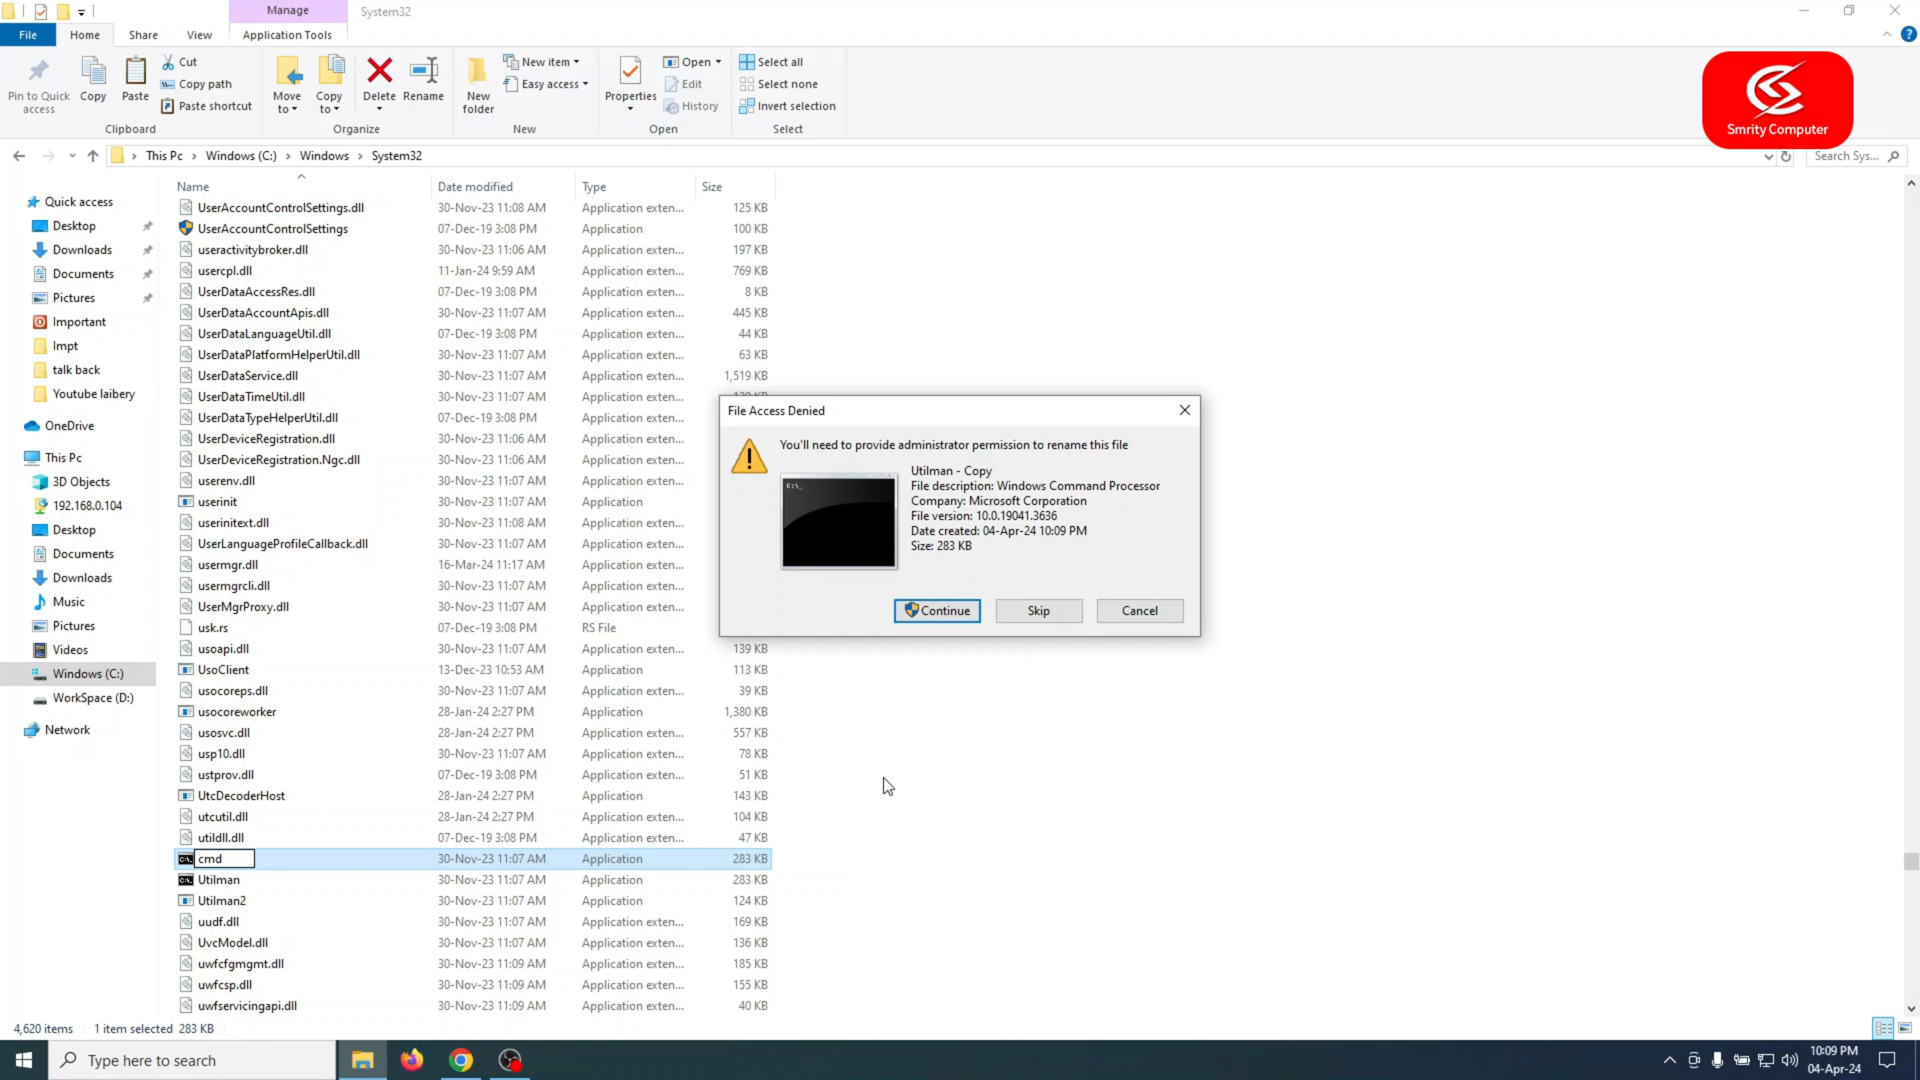 Manage
System32
File
Home
Share
View
Application Tools
Pin to Quick access
Copy
Paste
Cut
Copy path
Paste shortcut
Clipboard
Move to
Copy to
Delete
Rename
Organize
New folder
New item
Easy access
New
Properties
Open
Edit
History
Open
Select all
Select none
Invert selection
Select
Smrity Computer
This Pc > Windows (C:) > Windows > System32
Search Sys...
Quick access
Desktop
Downloads
Documents
Pictures
Important
Impt
talk back
Youtube laibery
OneDrive
This Pc
3D Objects
192.168.0.104
Desktop
Documents
Downloads
Music
Pictures
Videos
Windows (C:)
WorkSpace (D:)
Network
Name Date modified Type Size
UserAccountControlSettings.dll 30-Nov-23 11:08 AM Application exten... 125 KB
UserAccountControlSettings 07-Dec-19 3:08 PM Application 100 KB
useractivitybroker.dll 30-Nov-23 11:06 AM Application exten... 197 KB
usercpl.dll 11-Jan-24 9:59 AM Application exten... 769 KB
UserDataAccessRes.dll 07-Dec-19 3:08 PM Application exten... 8 KB
UserDataAccountApis.dll 30-Nov-23 11:07 AM Application exten... 445 KB
UserDataLanguageUtil.dll 07-Dec-19 3:08 PM Application exten... 44 KB
UserDataPlatformHelperUtil.dll 30-Nov-23 11:07 AM Application exten... 63 KB
UserDataService.dll 30-Nov-23 11:07 AM Application exten... 1,519 KB
UserDataTimeUtil.dll 30-Nov-23 11:07 AM Application exten...
UserDataTypeHelperUtil.dll 07-Dec-19 3:08 PM Application exten...
UserDeviceRegistration.dll 30-Nov-23 11:06 AM Application exten...
UserDeviceRegistration.Ngc.dll 30-Nov-23 11:06 AM Application exten...
userenv.dll 30-Nov-23 11:07 AM Application exten...
userinit 30-Nov-23 11:07 AM Application
userinitext.dll 30-Nov-23 11:08 AM Application exten...
UserLanguageProfileCallback.dll 30-Nov-23 11:07 AM Application exten...
usermgr.dll 16-Mar-24 11:17 AM Application exten...
usermgrcli.dll 30-Nov-23 11:07 AM Application exten...
UserMgrProxy.dll 30-Nov-23 11:07 AM Application exten...
usk.rs 07-Dec-19 3:08 PM RS File
usoapi.dll 30-Nov-23 11:07 AM Application exten... 139 KB
UsoClient 13-Dec-23 10:53 AM Application 113 KB
usocoreps.dll 30-Nov-23 11:07 AM Application exten... 39 KB
usocoreworker 28-Jan-24 2:27 PM Application 1,380 KB
usosvc.dll 28-Jan-24 2:27 PM Application exten... 557 KB
usp10.dll 30-Nov-23 11:07 AM Application exten... 78 KB
ustprov.dll 07-Dec-19 3:08 PM Application exten... 51 KB
UtcDecoderHost 28-Jan-24 2:27 PM Application 143 KB
utcutil.dll 28-Jan-24 2:27 PM Application exten... 104 KB
utildll.dll 07-Dec-19 3:08 PM Application exten... 47 KB
cmd 30-Nov-23 11:07 AM Application 283 KB
Utilman 30-Nov-23 11:07 AM Application 283 KB
Utilman2 30-Nov-23 11:07 AM Application 124 KB
uudf.dll 30-Nov-23 11:07 AM Application exten... 169 KB
UvcModel.dll 30-Nov-23 11:07 AM Application exten... 136 KB
uwfcfgmgmt.dll 30-Nov-23 11:09 AM Application exten... 185 KB
uwfcsp.dll 30-Nov-23 11:09 AM Application exten... 155 KB
uwfservicingapi.dll 30-Nov-23 11:09 AM Application exten... 40 KB
File Access Denied
You'll need to provide administrator permission to rename this file
C:\_
Utilman - Copy
File description: Windows Command Processor
Company: Microsoft Corporation
File version: 10.0.19041.3636
Date created: 04-Apr-24 10:09 PM
Size: 283 KB
Continue
Skip
Cancel
4,620 items 1 item selected 283 KB
Type here to search
10:09 PM
04-Apr-24